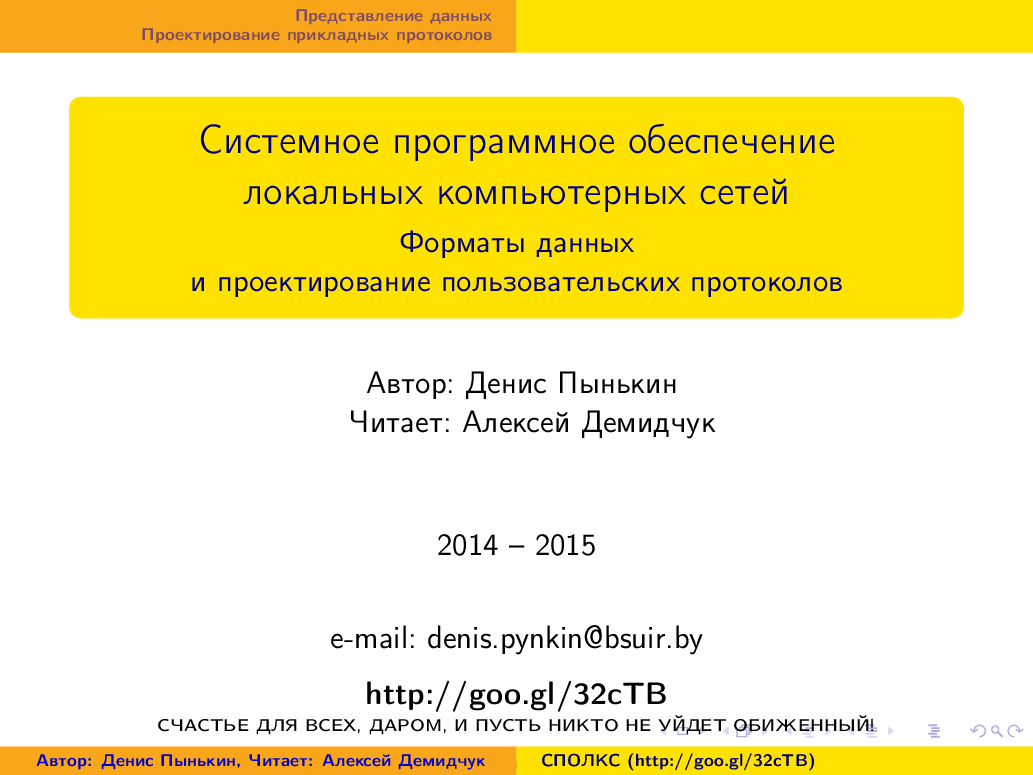 Представление данных
Проектирование прикладных протоколов
Системное программное обеспечение
локальных компьютерных сетей
Форматы данных
и проектирование пользовательских протоколов
Автор: Денис Пынькин
Читает: Алексей Демидчук
2014 – 2015
e-mail: denis.pynkin@bsuir.by
http://goo.gl/32cTB
СЧАСТЬЕ ДЛЯ ВСЕХ, ДАРОМ, И ПУСТЬ НИКТО НЕ УЙДЕТ ОБИЖЕННЫЙ!
Автор: Денис Пынькин, Читает: Алексей Демидчук
СПОЛКС (http://goo.gl/32cTB)